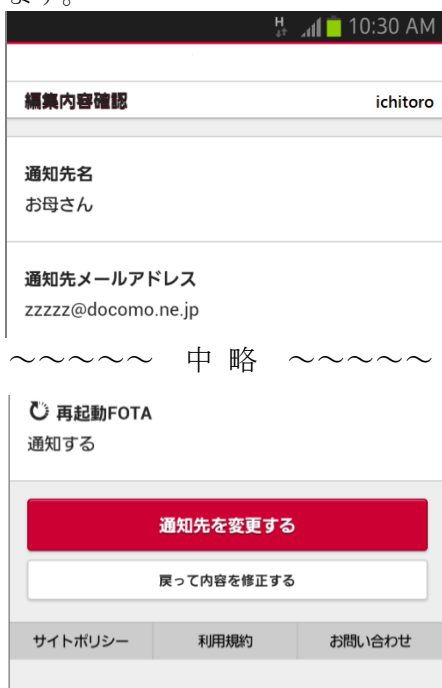 ます。
H 10:30 AM
編集内容確認 ichitoro
通知先名
お母さん
通知先メールアドレス
zzzzz@docomo.ne.jp
～～～～～ 中 略 ～～～～～
再起動FOTA
通知する
通知先を変更する
戻って内容を修正する
サイトポリシー 利用規約 お問い合わせ